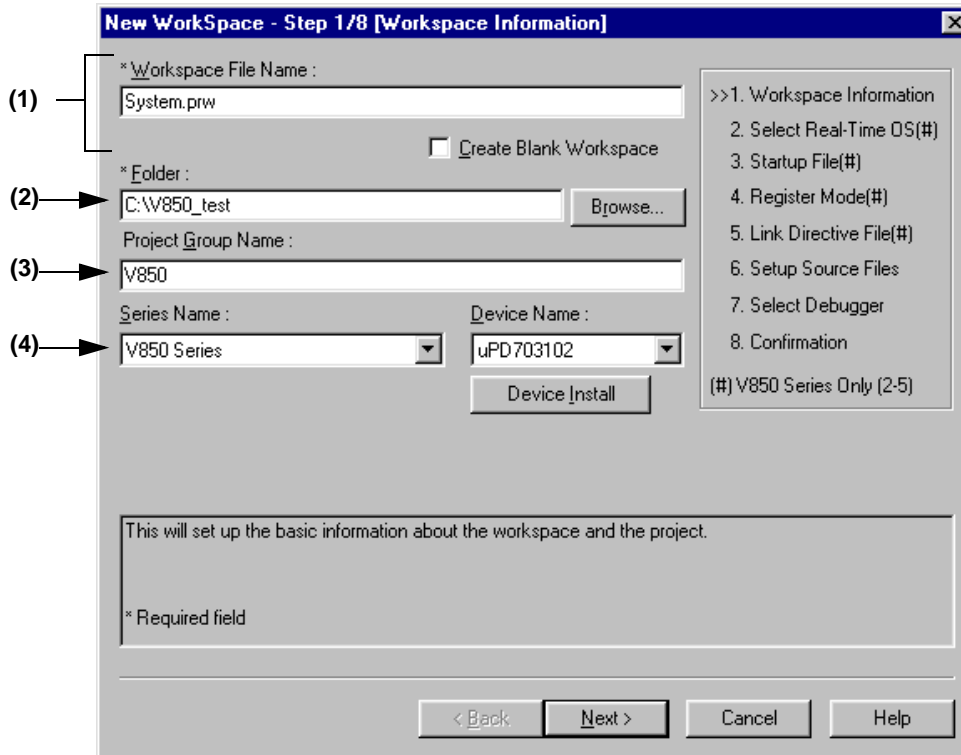 New WorkSpace - Step 1/8 [Workspace Information]
(1)
* Workspace File Name :
System.prw
Create Blank Workspace
(2)
* Folder :
C:\V850_test
Browse...
(3)
Project Group Name :
V850
(4)
Series Name :
V850 Series
Device Name :
uPD703102
Device Install
>>1. Workspace Information
2. Select Real-Time OS(#)
3. Startup File(#)
4. Register Mode(#)
5. Link Directive File(#)
6. Setup Source Files
7. Select Debugger
8. Confirmation
(#) V850 Series Only (2-5)
This will set up the basic information about the workspace and the project.
* Required field
< Back
Next >
Cancel
Help